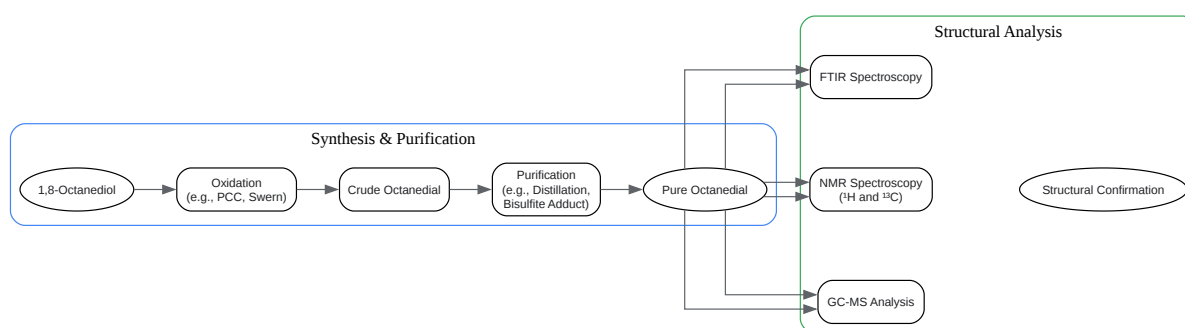 Structural Analysis
FTIR Spectroscopy
Synthesis & Purification
1,8-Octanediol
Oxidation
(e.g., PCC, Swern)
Crude Octanedial
Purification
(e.g., Distillation,
Bisulfite Adduct)
Pure Octanedial
NMR Spectroscopy
(¹H and ¹³C)
Structural Confirmation
GC-MS Analysis